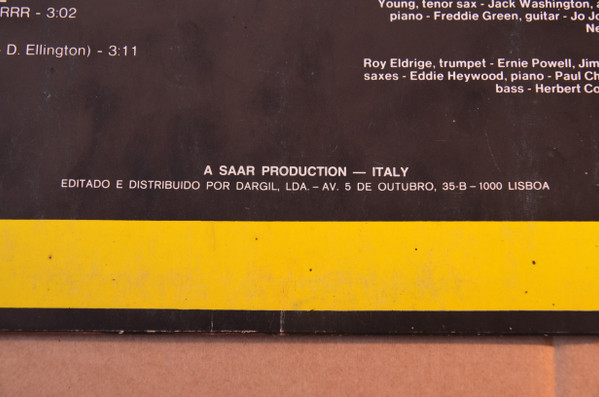 RRR - 3:02
D. Ellington) - 3:11
Young, tenor sax - Jack Washington,
piano - Freddie Green, guitar - Jo
Roy Eldrige, trumpet - Ernie Powell,
saxes - Eddie Heywood, piano - Paul
bass - Herbert
A SAAR PRODUCTION — ITALY
EDITADO E DISTRIBUIDO POR DARGIL, LDA. – AV. 5 DE OUTUBRO, 35-B – 1000 LISBOA